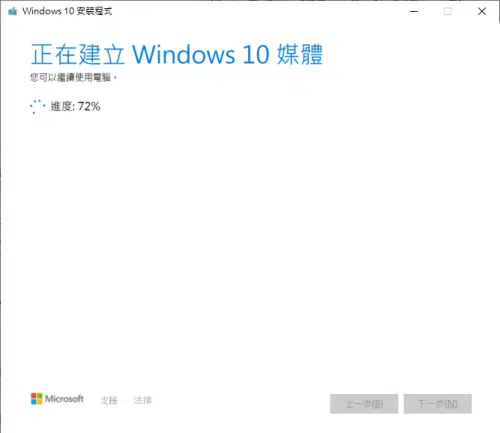 Windows 10 安裝程式
正在建立 Windows 10 媒體
您可以繼續使用電腦。
進度: 72%
Microsoft 支援 法律
上一步(B) 下一步(N)